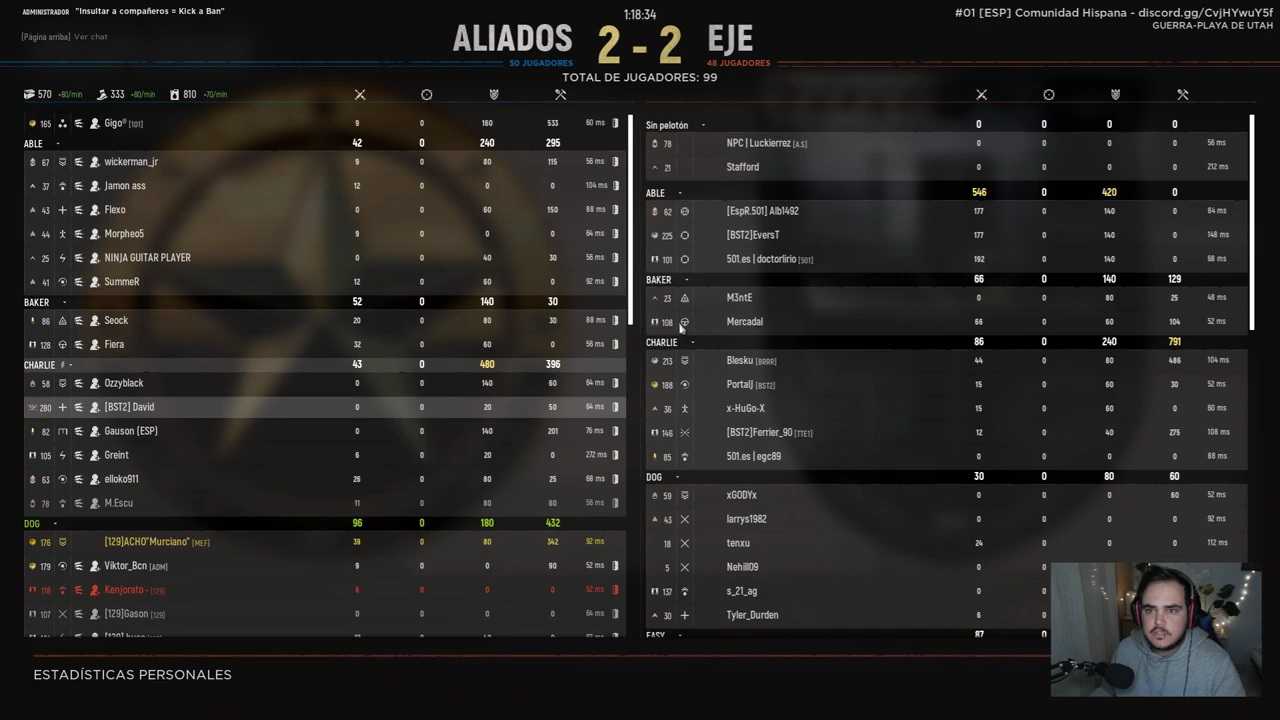 ADMINISTRADOR "Insultar a compañeros = Kick a Ban"
[Página arriba] Ver chat
1:18:34
ALIADOS 2 - 2 EJE
50 JUGADORES 48 JUGADORES
TOTAL DE JUGADORES: 99
#01 [ESP] Comunidad Hispana - discord.gg/CvjHYwuY5f
GUERRA-PLAYA DE UTAH
570 +80/min 333 +80/min 810 +70/min
165 Gigo® [101] 9 0 160 533 60 ms
ABLE 42 0 240 295
67 wickerman_jr 9 0 80 115 56 ms
37 Jamon ass 12 0 0 0 104 ms
43 Flexo 0 0 60 150 88 ms
44 Morpheo5 9 0 0 0 64 ms
25 NINJA GUITAR PLAYER 0 0 40 30 56 ms
41 SummeR 12 0 60 0 92 ms
BAKER - 52 0 140 30
86 Seock 20 0 80 30 88 ms
128 Fiera 32 0 60 0 56 ms
CHARLIE - 43 0 480 396
58 Ozzyblack 0 0 140 60 64 ms
280 [BST2] David 0 0 20 50 64 ms
82 Gauson (ESP) 0 0 140 201 76 ms
105 Greint 6 0 20 0 272 ms
63 elloko911 26 0 80 25 68 ms
78 M.Escu 11 0 80 60 56 ms
DOG - 96 0 180 432
176 [129]ACHO"Murciano" [MEF] 39 0 80 342 92 ms
179 Viktor_Bcn [ADM] 9 0 0 90 52 ms
118 Kenjorato - [129] 6 0 0 0 52 ms
107 [129]Gason [129] 0 0 0 0 64 ms
Sin pelotón - 0 0 0 0
78 NPC | Luckierrez [A.S] 0 0 0 0 56 ms
21 Stafford 0 0 0 0 212 ms
ABLE - 546 0 420 0
62 [EspR.501] Alb1492 177 0 140 0 84 ms
225 [BST2]EversT 177 0 140 0 148 ms
101 501.es | doctorlirio [501] 192 0 140 0 68 ms
BAKER - 66 0 140 129
23 M3ntE 0 0 80 25 48 ms
108 Mercadal 66 0 60 104 52 ms
CHARLIE - 86 0 240 791
213 Blesku [BRRR] 44 0 80 486 104 ms
188 PortalJ [BST2] 15 0 60 30 52 ms
36 x-HuGo-X 15 0 60 0 60 ms
146 [BST2]Ferrier_90 [TTE1] 12 0 40 275 108 ms
85 501.es | egc89 0 0 0 0 88 ms
DOG - 30 0 80 60
59 xGODYx 0 0 0 60 52 ms
43 larrys1982 0 0 0 0 92 ms
18 tenxu 24 0 0 0 112 ms
5 Nehill09 0 0 0
137 s_21_ag 0 0 0
30 Tyler_Durden 6 0 0
EASY 87 0
ESTADÍSTICAS PERSONALES